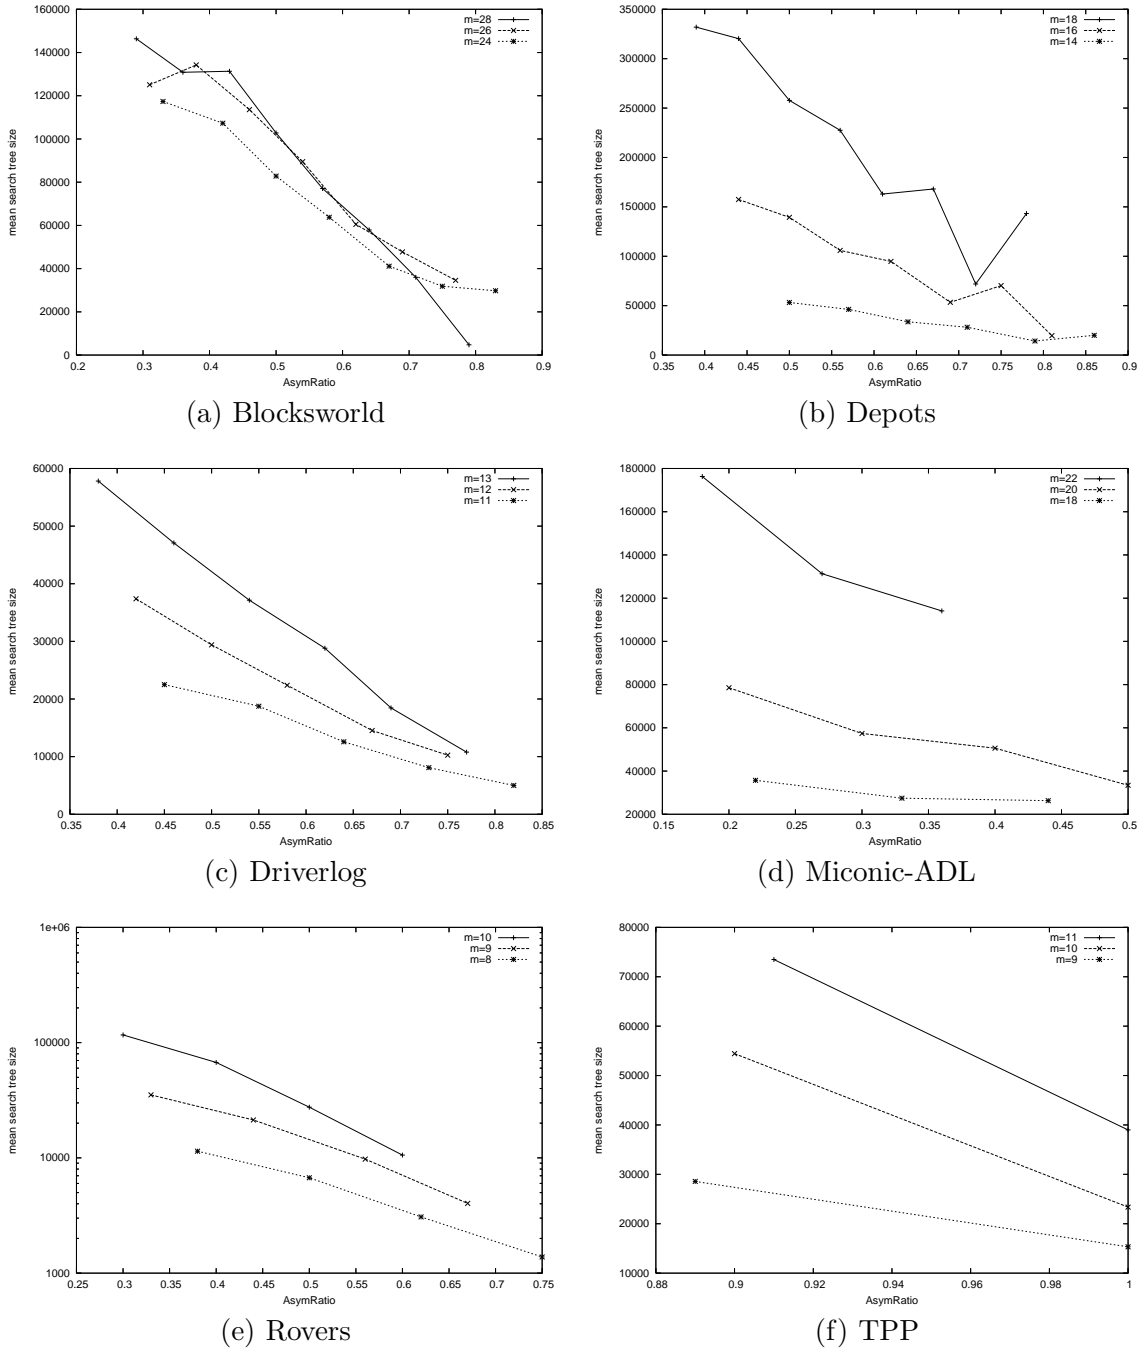 160000
140000
120000
100000
80000
60000
40000
20000
0
0.2 0.3 0.4 0.5 0.6 0.7 0.8 0.9
mean search tree size
AsymRatio
m=28
m=26
m=24
(a) Blocksworld
350000
300000
250000
200000
150000
100000
50000
0
0.35 0.4 0.45 0.5 0.55 0.6 0.65 0.7 0.75 0.8 0.85 0.9
mean search tree size
AsymRatio
m=18
m=16
m=14
(b) Depots
60000
50000
40000
30000
20000
10000
0
0.35 0.4 0.45 0.5 0.55 0.6 0.65 0.7 0.75 0.8 0.85
mean search tree size
AsymRatio
m=13
m=12
m=11
(c) Driverlog
180000
160000
140000
120000
100000
80000
60000
40000
20000
0.15 0.2 0.25 0.3 0.35 0.4 0.45 0.5
mean search tree size
AsymRatio
m=22
m=20
m=18
(d) Miconic-ADL
1e+06
100000
10000
1000
0.25 0.3 0.35 0.4 0.45 0.5 0.55 0.6 0.65 0.7 0.75
mean search tree size
AsymRatio
m=10
m=9
m=8
(e) Rovers
80000
70000
60000
50000
40000
30000
20000
10000
0.88 0.9 0.92 0.94 0.96 0.98 1
mean search tree size
AsymRatio
m=11
m=10
m=9
(f) TPP